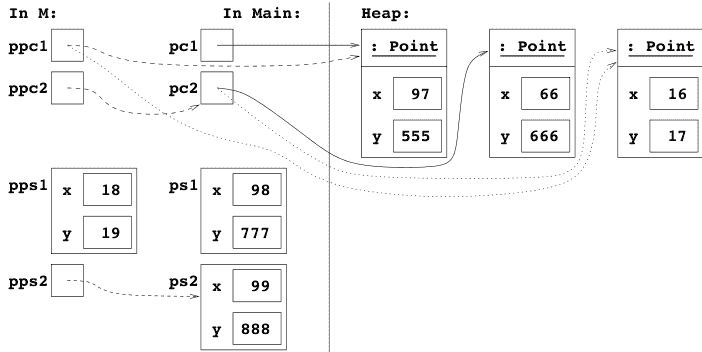 In M: In Main: Heap:
ppc1 pc1 : Point : Point : Point
ppc2 pc2 x 97 x 66 x 16
y 555 y 666 y 17
pps1 x 18 ps1 x 98
y 19 y 777
pps2 ps2 x 99
y 888